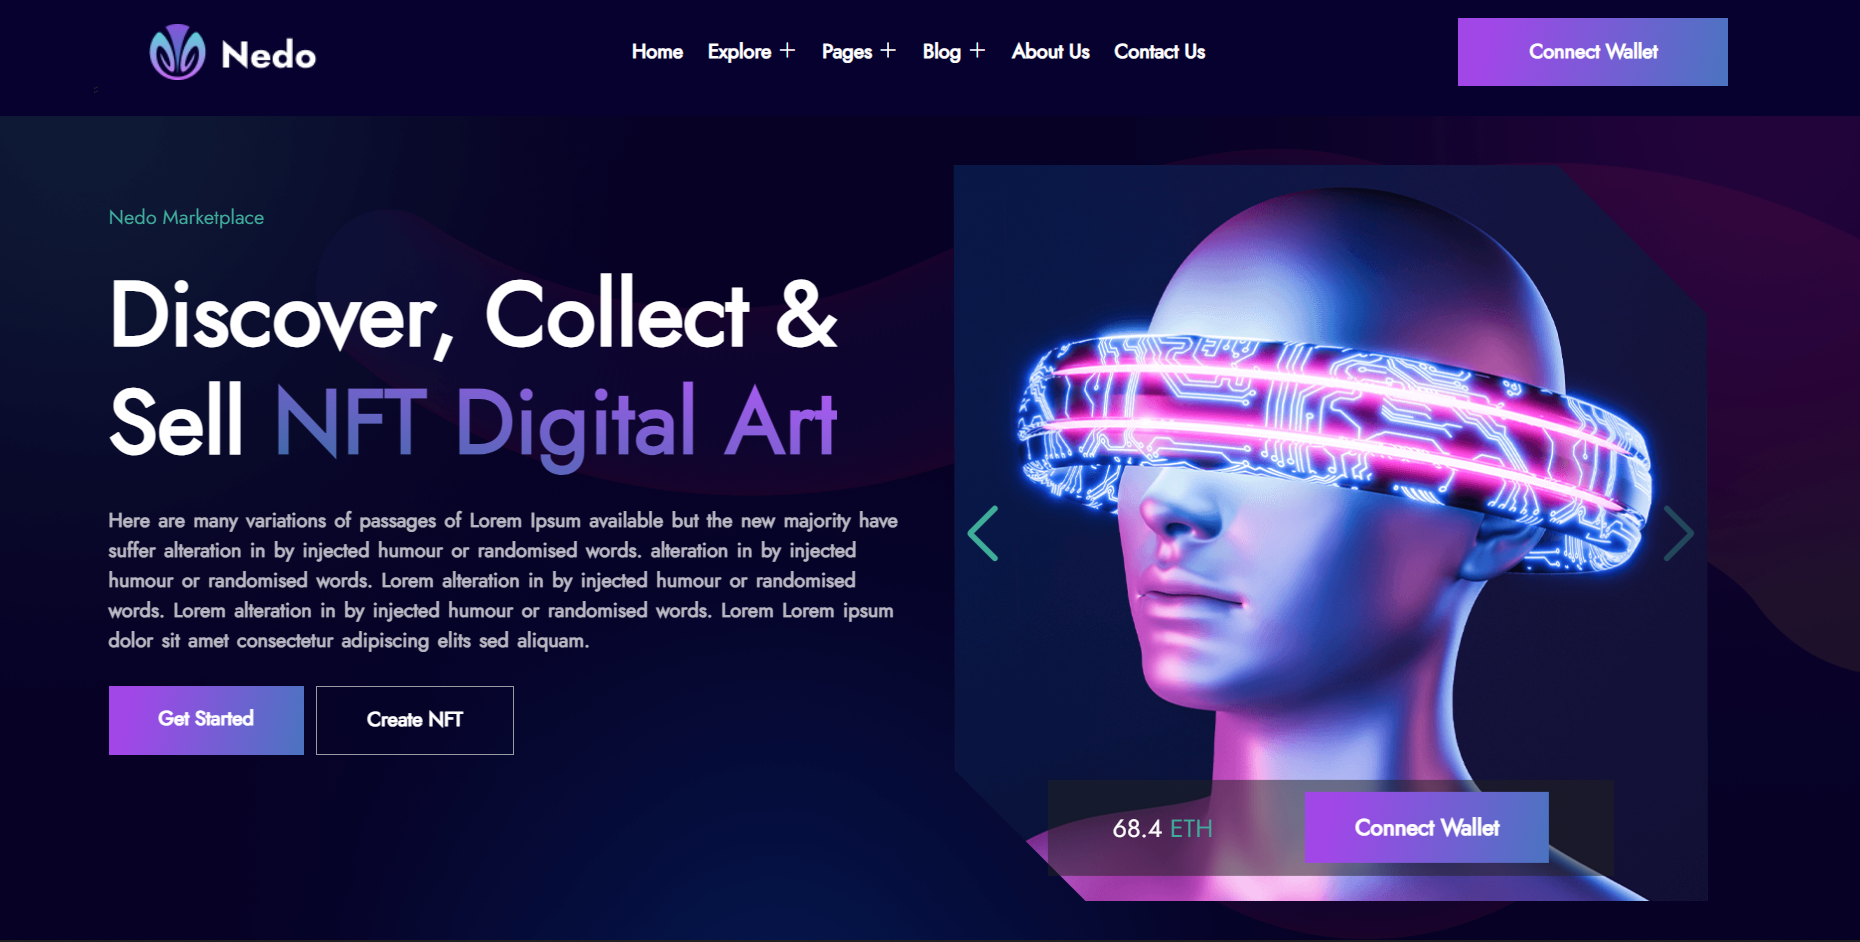 Nedo
Home Explore + Pages + Blog + About Us Contact Us
Connect Wallet
Nedo Marketplace
Discover, Collect &
Sell NFT Digital Art
Here are many variations of passages of Lorem Ipsum available but the new majority have
suffer alteration in by injected humour or randomised words. alteration in by injected
humour or randomised words. Lorem alteration in by injected humour or randomised
words. Lorem alteration in by injected humour or randomised words. Lorem Lorem ipsum
dolor sit amet consectetur adipiscing elits sed aliquam.
Get Started
Create NFT
68.4 ETH
Connect Wallet